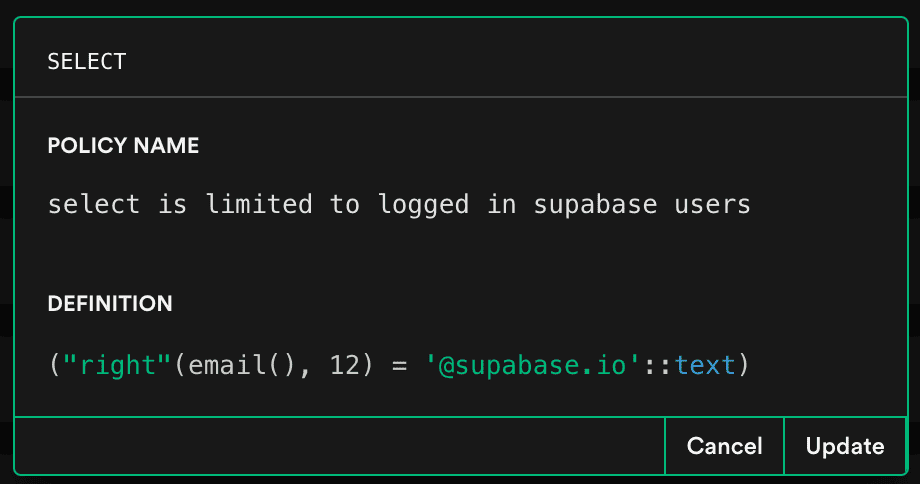 SELECT
POLICY NAME
select is limited to logged in supabase users
DEFINITION
("right"(email(), 12) = '@supabase.io'::text)
Cancel
Update